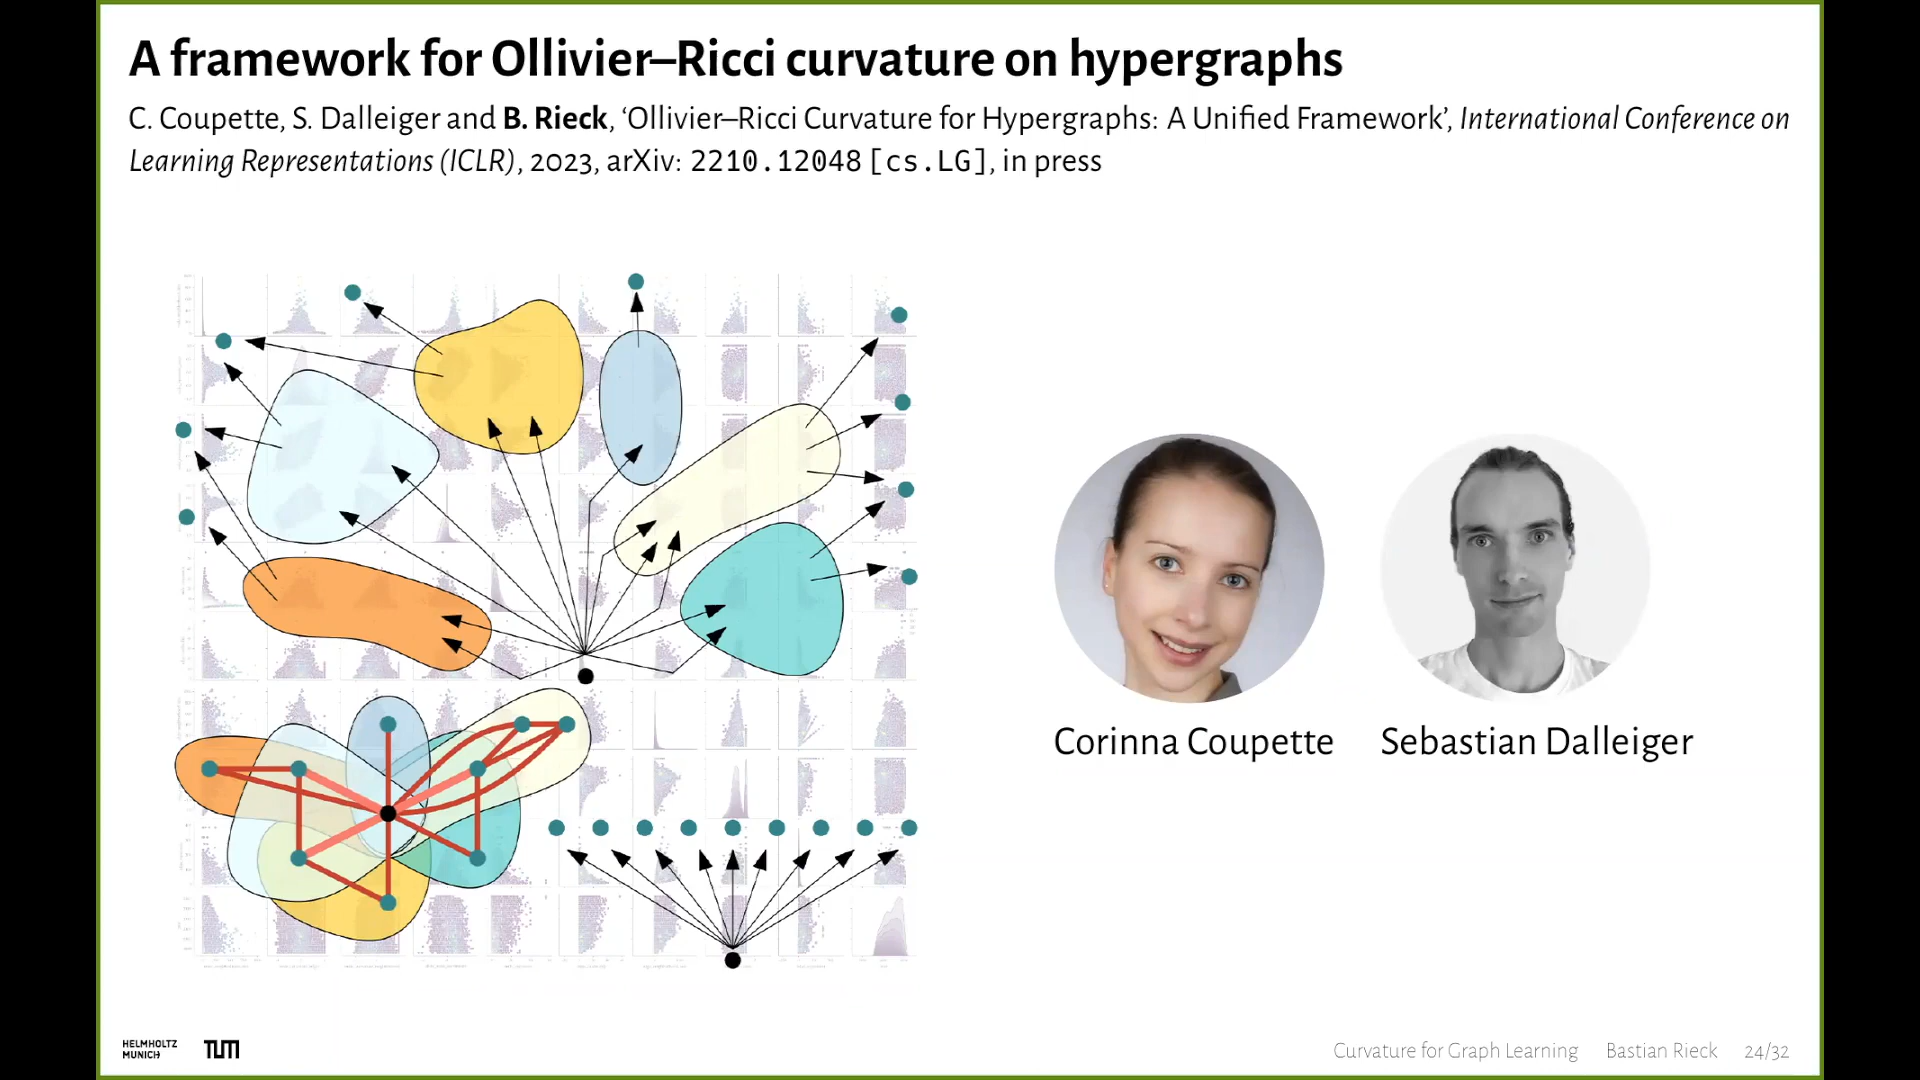 A framework for Ollivier–Ricci curvature on hypergraphs
C. Coupette, S. Dalleiger and B. Rieck, ‘Ollivier–Ricci Curvature for Hypergraphs: A Unified Framework’, International Conference on
Learning Representations (ICLR), 2023, arXiv: 2210.12048 [cs.LG], in press
Corinna Coupette
Sebastian Dalleiger
HELMHOLTZ
MUNICH
TUM
Curvature for Graph Learning Bastian Rieck 24/32